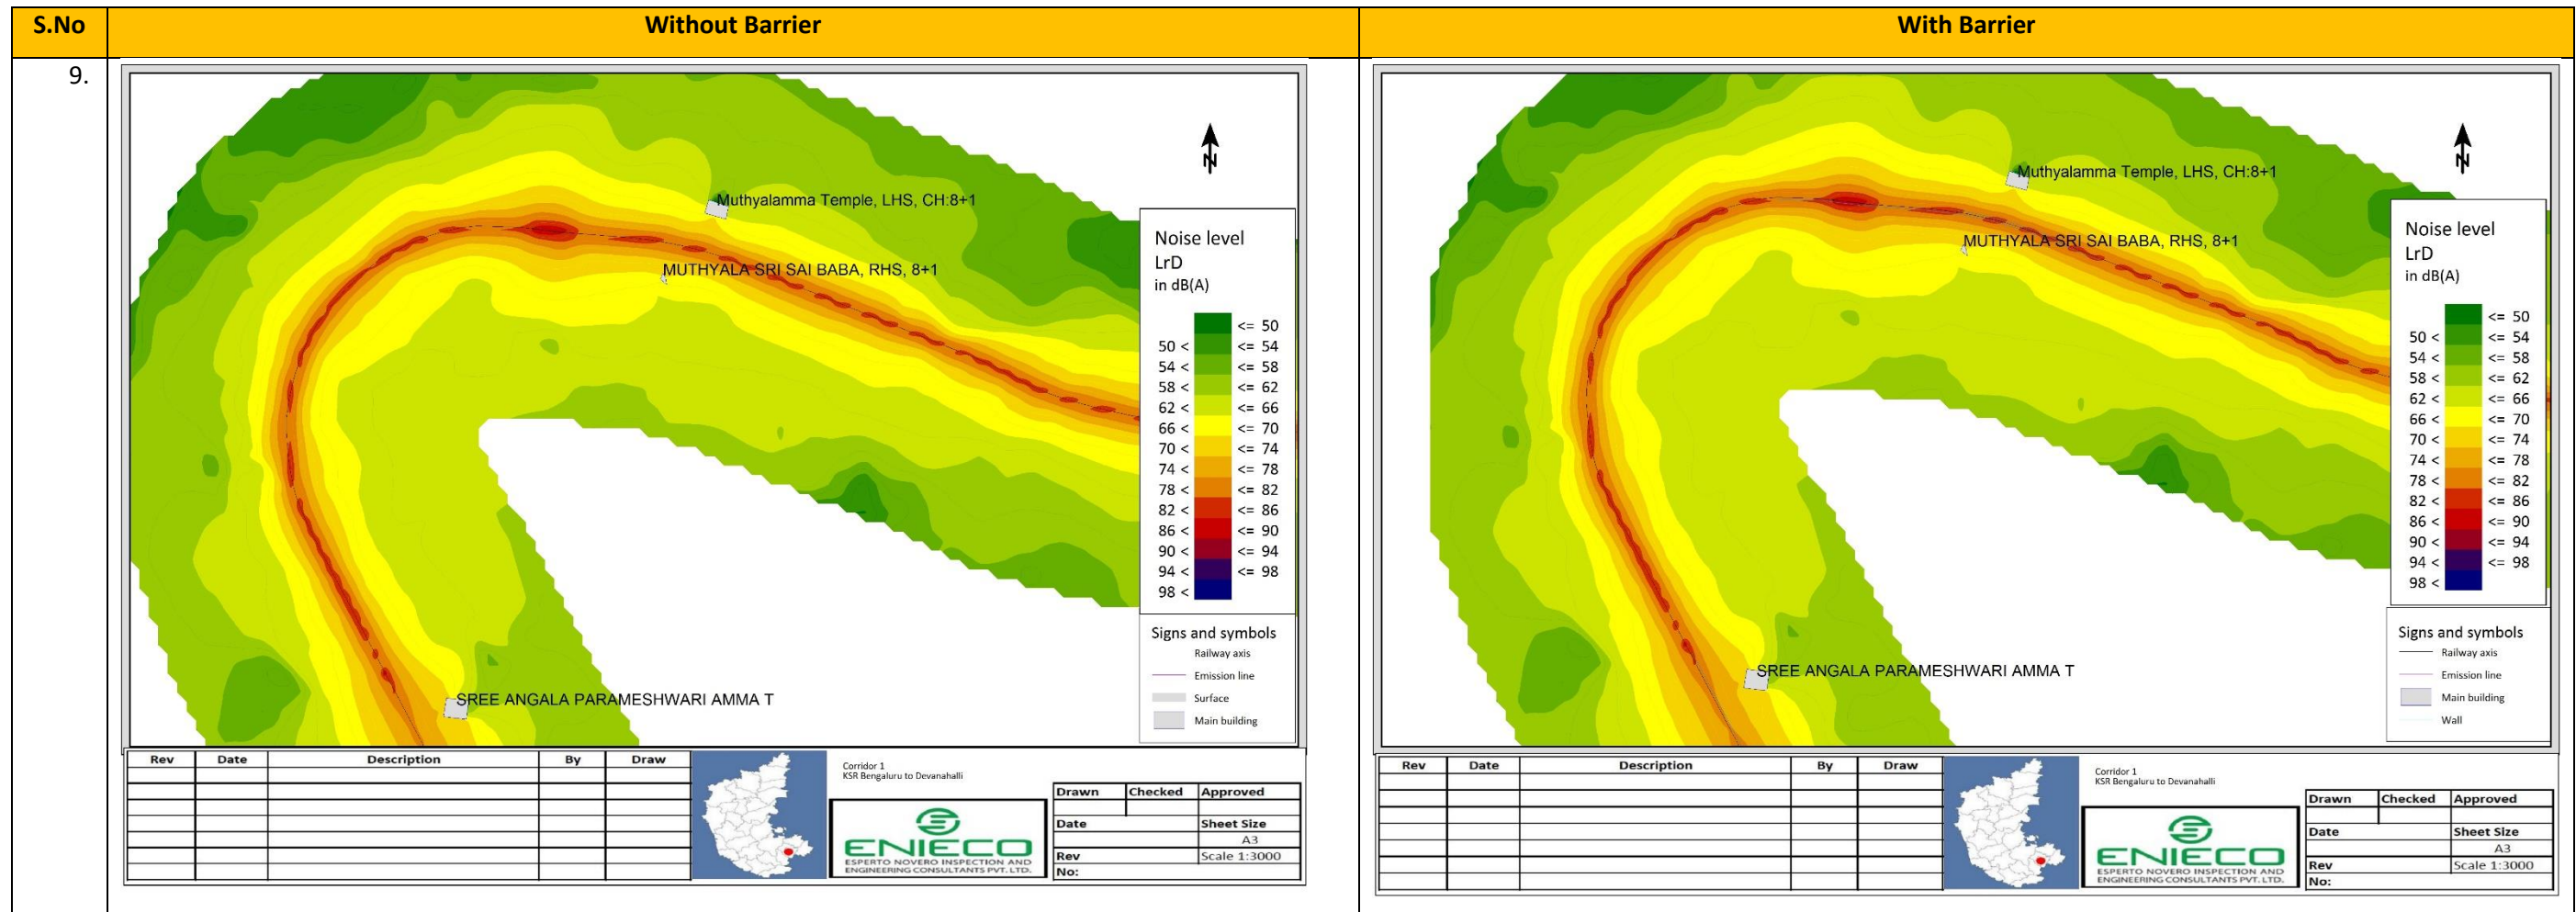 S.No Without Barrier With Barrier
9.
Muthyalamma Temple, LHS, CH:8+1
MUTHYALA SRI SAI BABA, RHS, 8+1
SREE ANGALA PARAMESHWARI AMMA T
N
Noise level
LrD
in dB(A)
<= 50
50 < <= 54
54 < <= 58
58 < <= 62
62 < <= 66
66 < <= 70
70 < <= 74
74 < <= 78
78 < <= 82
82 < <= 86
86 < <= 90
90 < <= 94
94 < <= 98
98 <
Signs and symbols
Railway axis
Emission line
Surface
Main building
Rev Date Description By Draw
Corridor 1
KSR Bengaluru to Devanahalli
ENIECO
ESPERTO NOVERO INSPECTION AND
ENGINEERING CONSULTANTS PVT. LTD.
Drawn Checked Approved
Date Sheet Size
A3
Rev Scale 1:3000
No:
Muthyalamma Temple, LHS, CH:8+1
MUTHYALA SRI SAI BABA, RHS, 8+1
SREE ANGALA PARAMESHWARI AMMA T
N
Noise level
LrD
in dB(A)
<= 50
50 < <= 54
54 < <= 58
58 < <= 62
62 < <= 66
66 < <= 70
70 < <= 74
74 < <= 78
78 < <= 82
82 < <= 86
86 < <= 90
90 < <= 94
94 < <= 98
98 <
Signs and symbols
Railway axis
Emission line
Main building
Wall
Rev Date Description By Draw
Corridor 1
KSR Bengaluru to Devanahalli
ENIECO
ESPERTO NOVERO INSPECTION AND
ENGINEERING CONSULTANTS PVT. LTD.
Drawn Checked Approved
Date Sheet Size
A3
Rev Scale 1:3000
No: